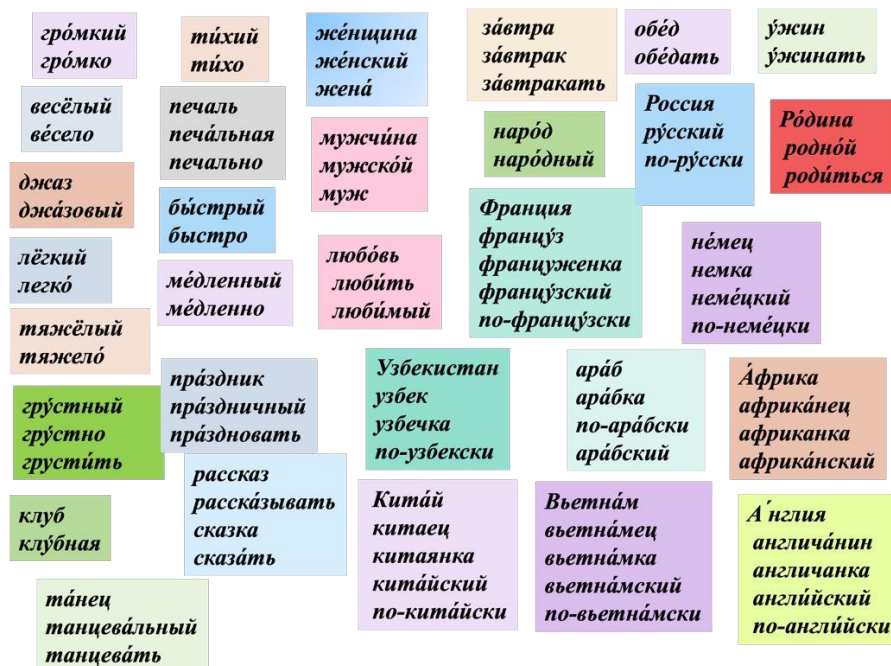 гро́мкий
гро́мко
ти́хий
ти́хо
же́нщина
же́нский
жена́
за́втра
за́втрак
за́втракать
обе́д
обе́дать
у́жин
у́жинать
весёлый
ве́село
печаль
печа́льная
печально
мужчи́на
мужско́й
муж
наро́д
наро́дный
Россия
ру́сский
по-ру́сски
Ро́дина
родно́й
роди́ться
джаз
джа́зовый
бы́стрый
быстро
Франция
францу́з
француженка
францу́зский
по-францу́зски
не́мец
немка
неме́цкий
по-неме́цки
лёгкий
легко́
ме́дленный
ме́дленно
любо́вь
люби́ть
люби́мый
тяжёлый
тяжело́
гру́стный
гру́стно
грусти́ть
пра́здник
пра́здничный
пра́здновать
Узбекистан
узбек
узбечка
по-узбекски
ара́б
ара́бка
по-ара́бски
ара́бский
А́фрика
африка́нец
африканка
африка́нский
клуб
клу́бная
рассказ
расска́зывать
сказка
сказа́ть
Кита́й
китаец
китаянка
кита́йский
по-кита́йски
Вьетна́м
вьетна́мец
вьетна́мка
вьетна́мский
по-вьетна́мски
А́нглия
англича́нин
англичанка
англи́йский
по-англи́йски
та́нец
танцева́льный
танцева́ть